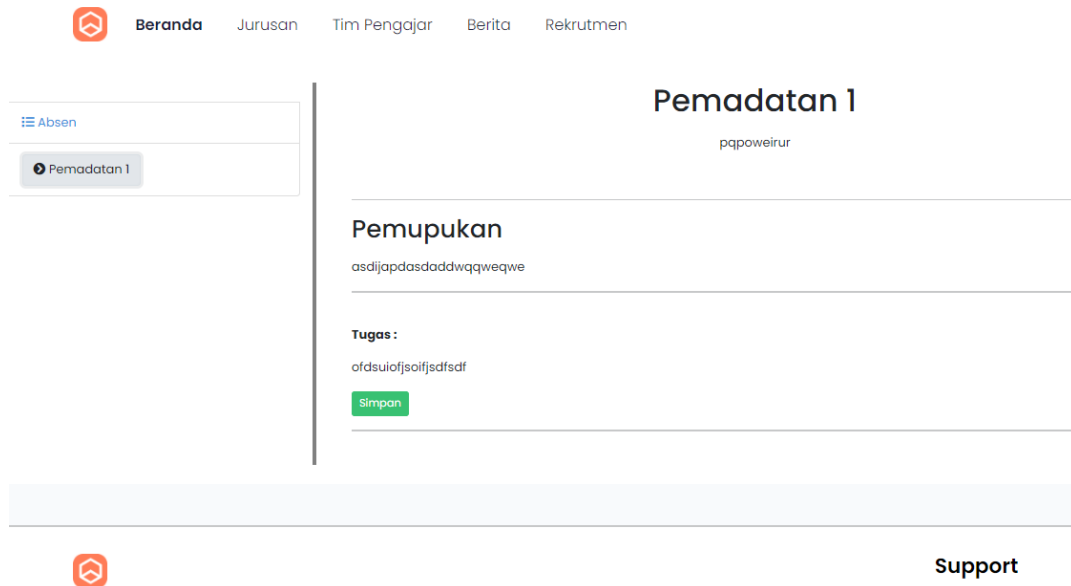 Beranda Jurusan Tim Pengajar Berita Rekrutmen
Absen
Pemadatan 1
Pemadatan 1
pqpoweirur
Pemupukan
asdijapdasdaddwqqweqwe
Tugas :
ofdsuiofjsoifjsdfsdf
Simpan
Support